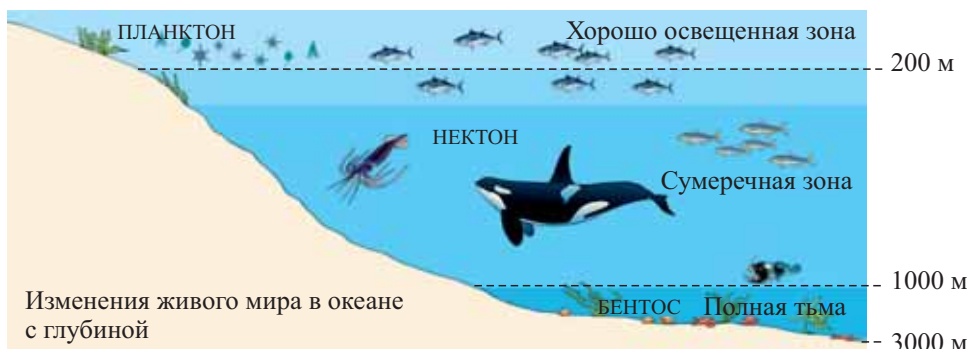 ПЛАНКТОН
Хорошо освещенная зона
200 м
НЕКТОН
Сумеречная зона
1000 м
Изменения живого мира в океане
с глубиной
БЕНТОС
Полная тьма
3000 м